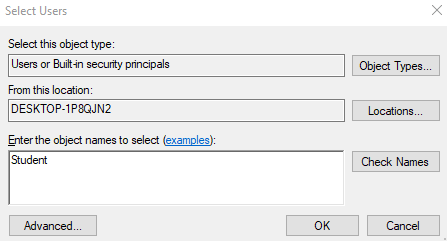 Select Users
Select this object type:
Users or Built-in security principals
Object Types...
From this location:
DESKTOP-1P8QJN2
Locations...
Enter the object names to select (examples):
Student
Check Names
Advanced...
OK
Cancel